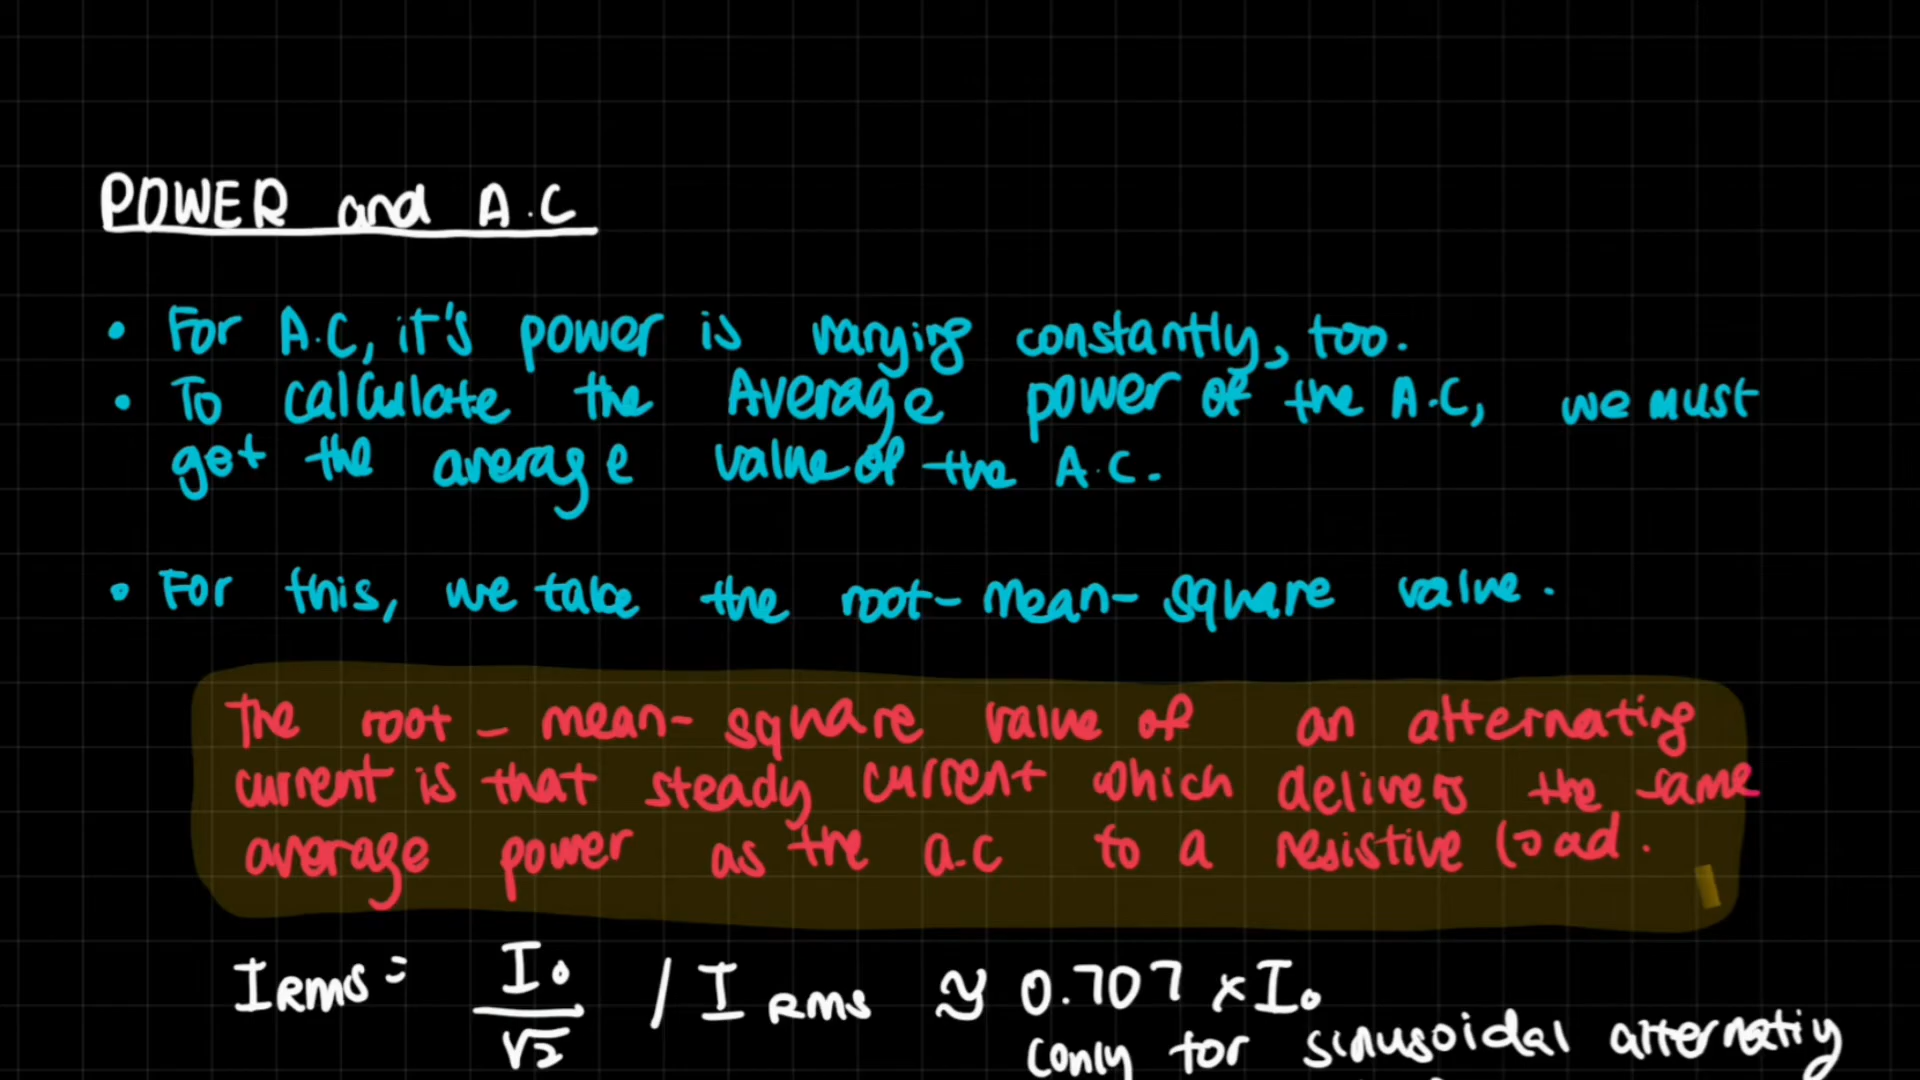 POWER and A.C
• For A.C, it's power is varying constantly, too.
• To calculate the Average power of the A.C, we must
get the average value of the A.C.
• For this, we take the root-mean-square value.
The root-mean-square value of an alternating
current is that steady current which delivers the same
average power as the a.c to a resistive load.
IRMS = I₀/√2 / I RMS ≈ 0.707 × I₀
(only for sinusoidal alternatiy